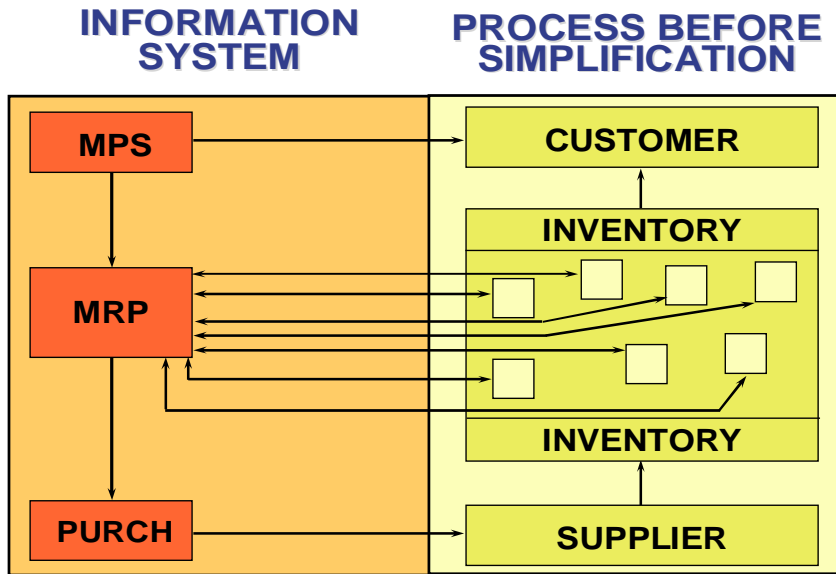 INFORMATION
SYSTEM
PROCESS BEFORE
SIMPLIFICATION
MPS
CUSTOMER
INVENTORY
MRP
INVENTORY
PURCH
SUPPLIER